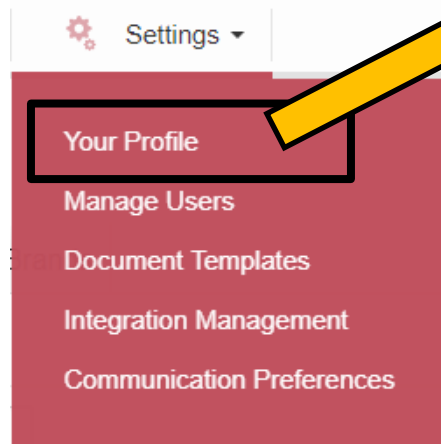 Settings
Your Profile
Manage Users
Document Templates
Integration Management
Communication Preferences